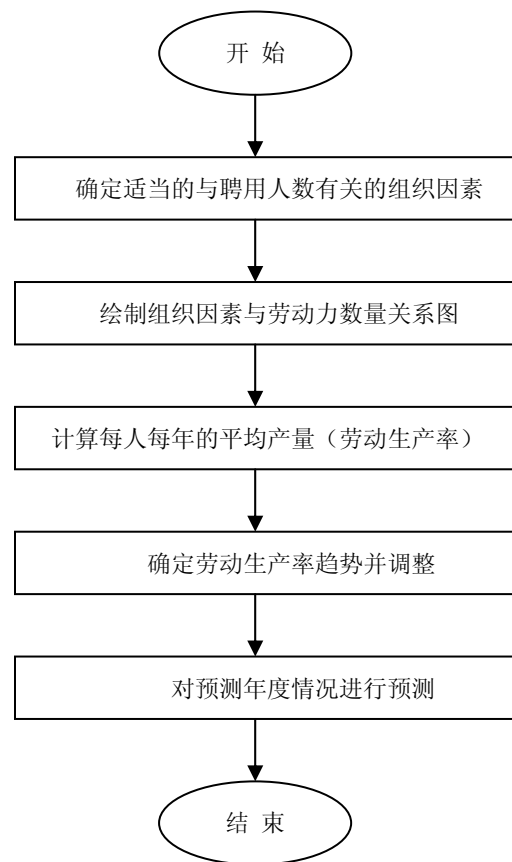 开 始
确定适当的与聘用人数有关的组织因素
绘制组织因素与劳动力数量关系图
计算每人每年的平均产量（劳动生产率）
确定劳动生产率趋势并调整
对预测年度情况进行预测
结 束